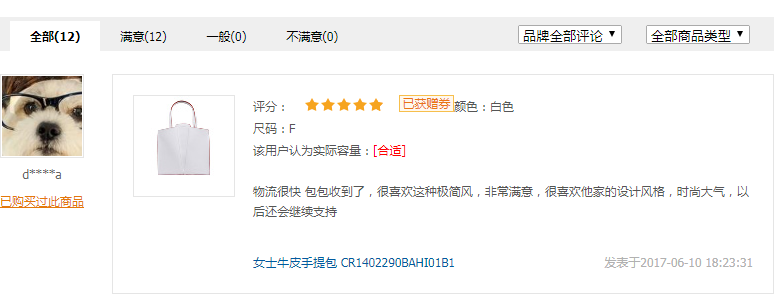 全部(12) 满意(12) 一般(0) 不满意(0) 品牌全部评论 全部商品类型
评分： 已获赠券 颜色：白色
尺码：F
该用户认为实际容量：[合适]
d****a
已购买过此商品
物流很快 包包收到了，很喜欢这种极简风，非常满意，很喜欢他家的设计风格，时尚大气，以
后还会继续支持
女士牛皮手提包 CR1402290BAHI01B1 发表于2017-06-10 18:23:31